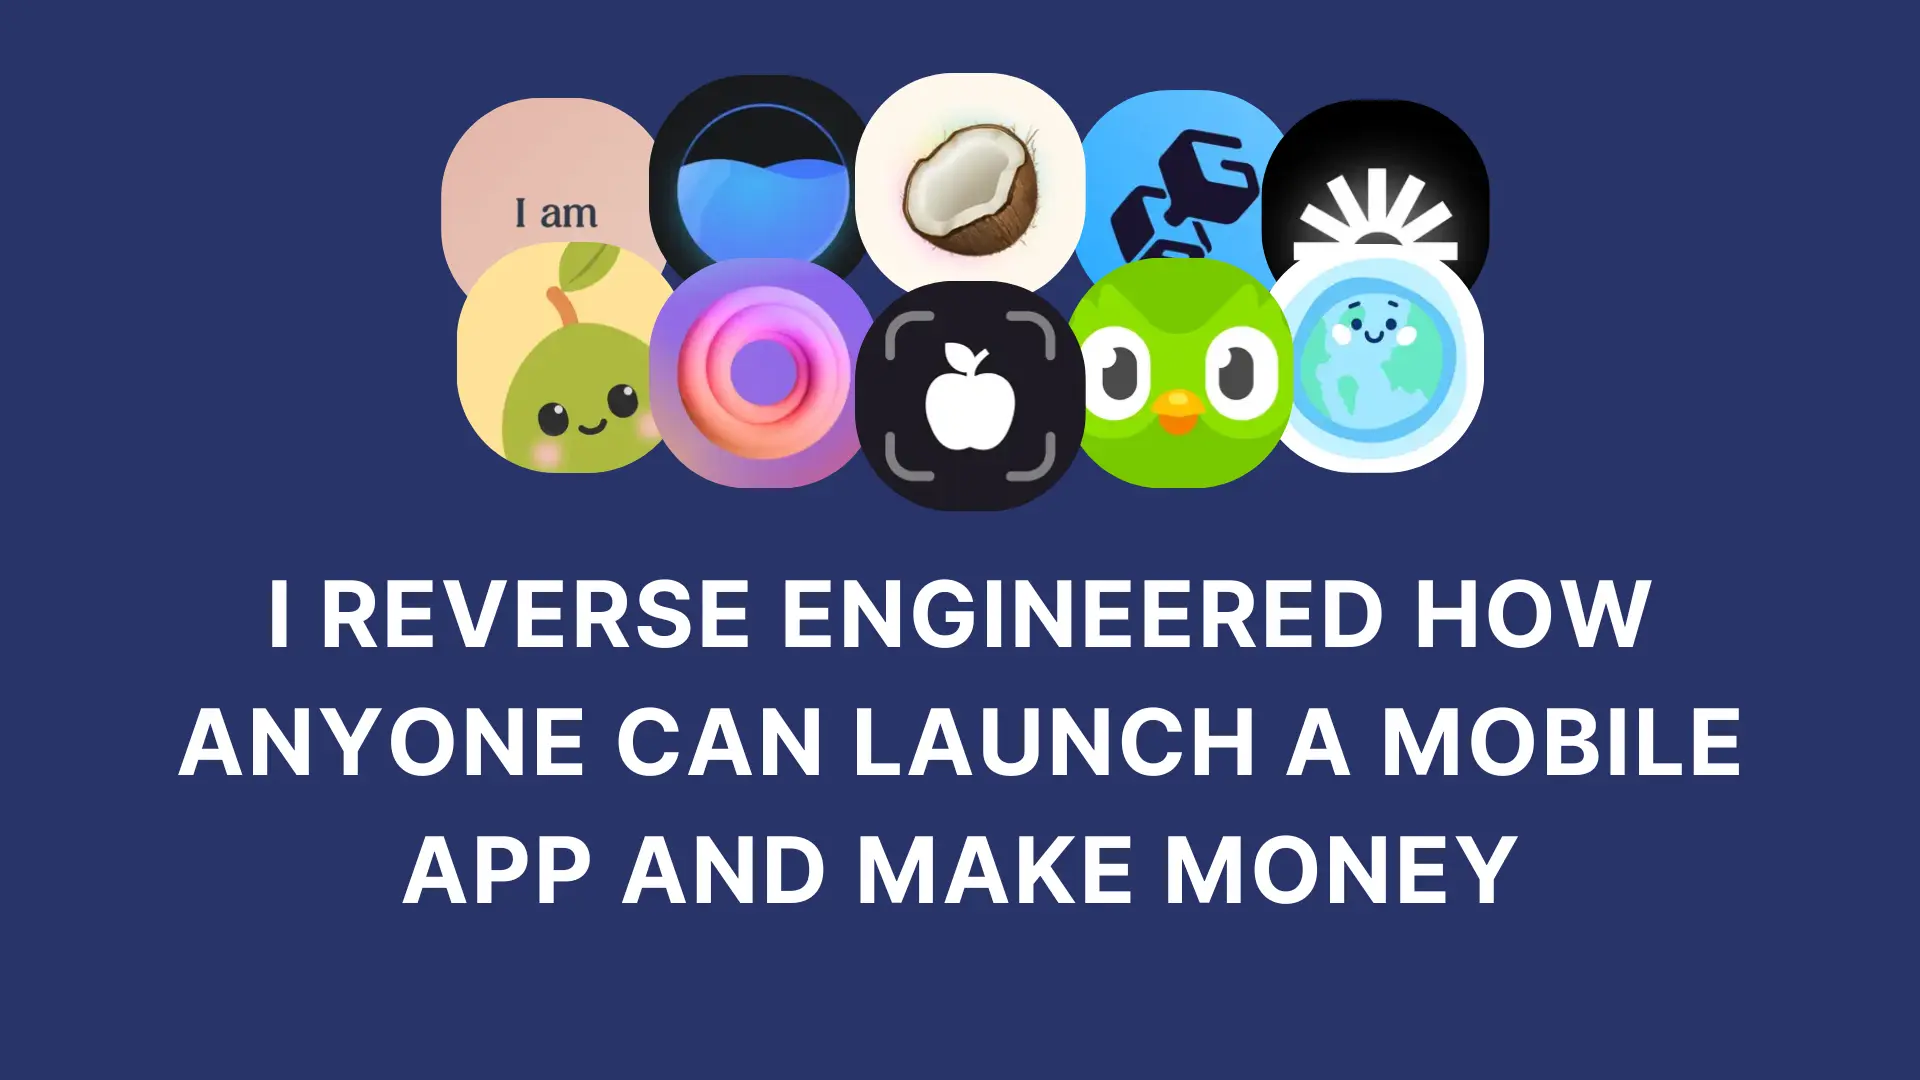 I am
I REVERSE ENGINEERED HOW
ANYONE CAN LAUNCH A MOBILE
APP AND MAKE MONEY